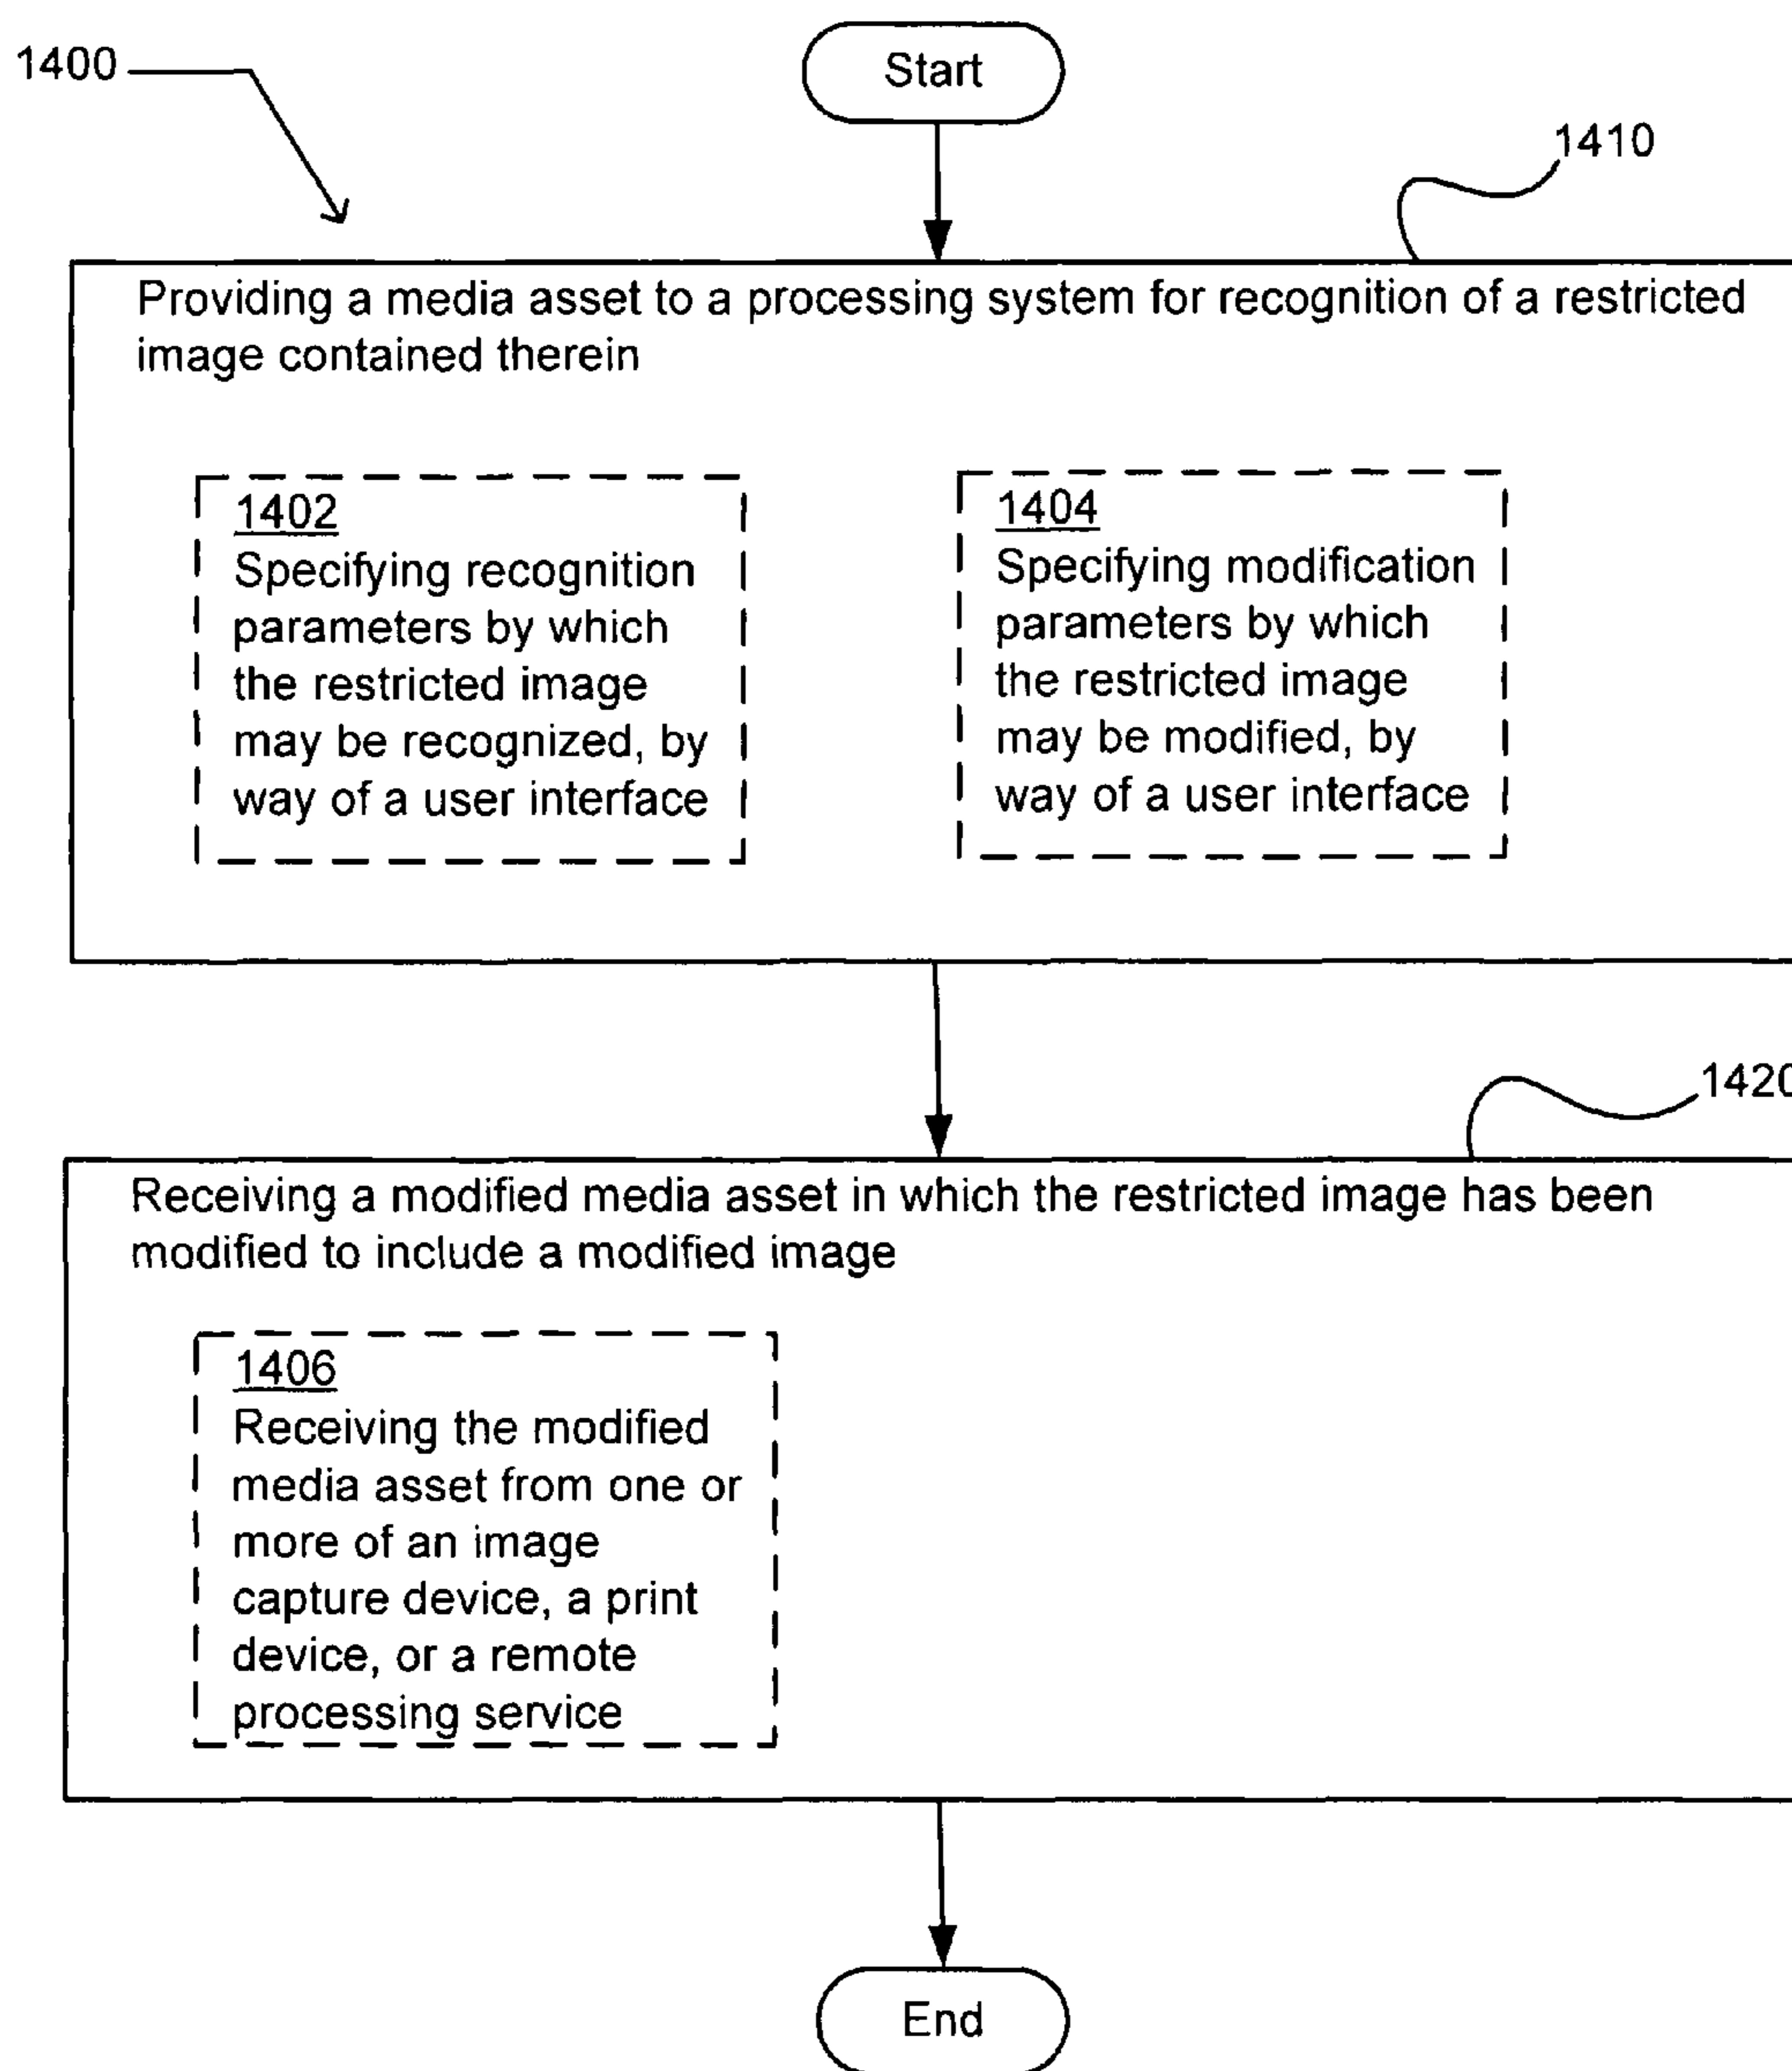 1400
Start
1410
Providing a media asset to a processing system for recognition of a restricted
image contained therein
1402
Specifying recognition
parameters by which
the restricted image
may be recognized, by
way of a user interface
1404
Specifying modification
parameters by which
the restricted image
may be modified, by
way of a user interface
1420
Receiving a modified media asset in which the restricted image has been
modified to include a modified image
1406
Receiving the modified
media asset from one or
more of an image
capture device, a print
device, or a remote
processing service
End